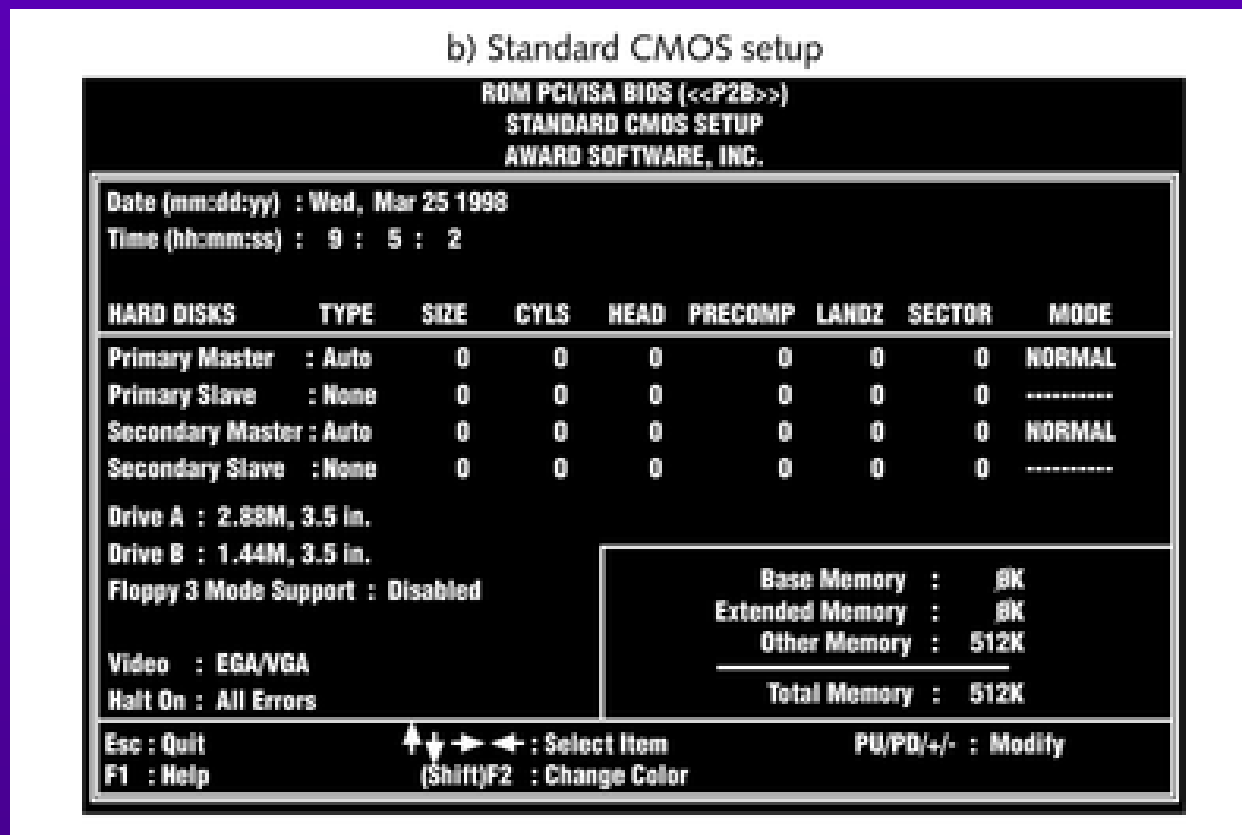 b) Standard CMOS setup
ROM PCI/ISA BIOS (<<P2B>>)
STANDARD CMOS SETUP
AWARD SOFTWARE, INC.
Date (mm:dd:yy) : Wed, Mar 25 1998
Time (hh:mm:ss) : 9 : 5 : 2
HARD DISKS TYPE SIZE CYLS HEAD PRECOMP LANDZ SECTOR MODE
Primary Master : Auto 0 0 0 0 0 0 NORMAL
Primary Slave : None 0 0 0 0 0 0 ----------
Secondary Master : Auto 0 0 0 0 0 0 NORMAL
Secondary Slave : None 0 0 0 0 0 0 ----------
Drive A : 2.88M, 3.5 in.
Drive B : 1.44M, 3.5 in.
Floppy 3 Mode Support : Disabled
Video : EGA/VGA
Halt On : All Errors
Base Memory :
Extended Memory :
Other Memory : 512K
Total Memory : 512K
Esc : Quit ↑↓→← : Select Item PU/PD/+/- : Modify
F1 : Help (Shift)F2 : Change Color